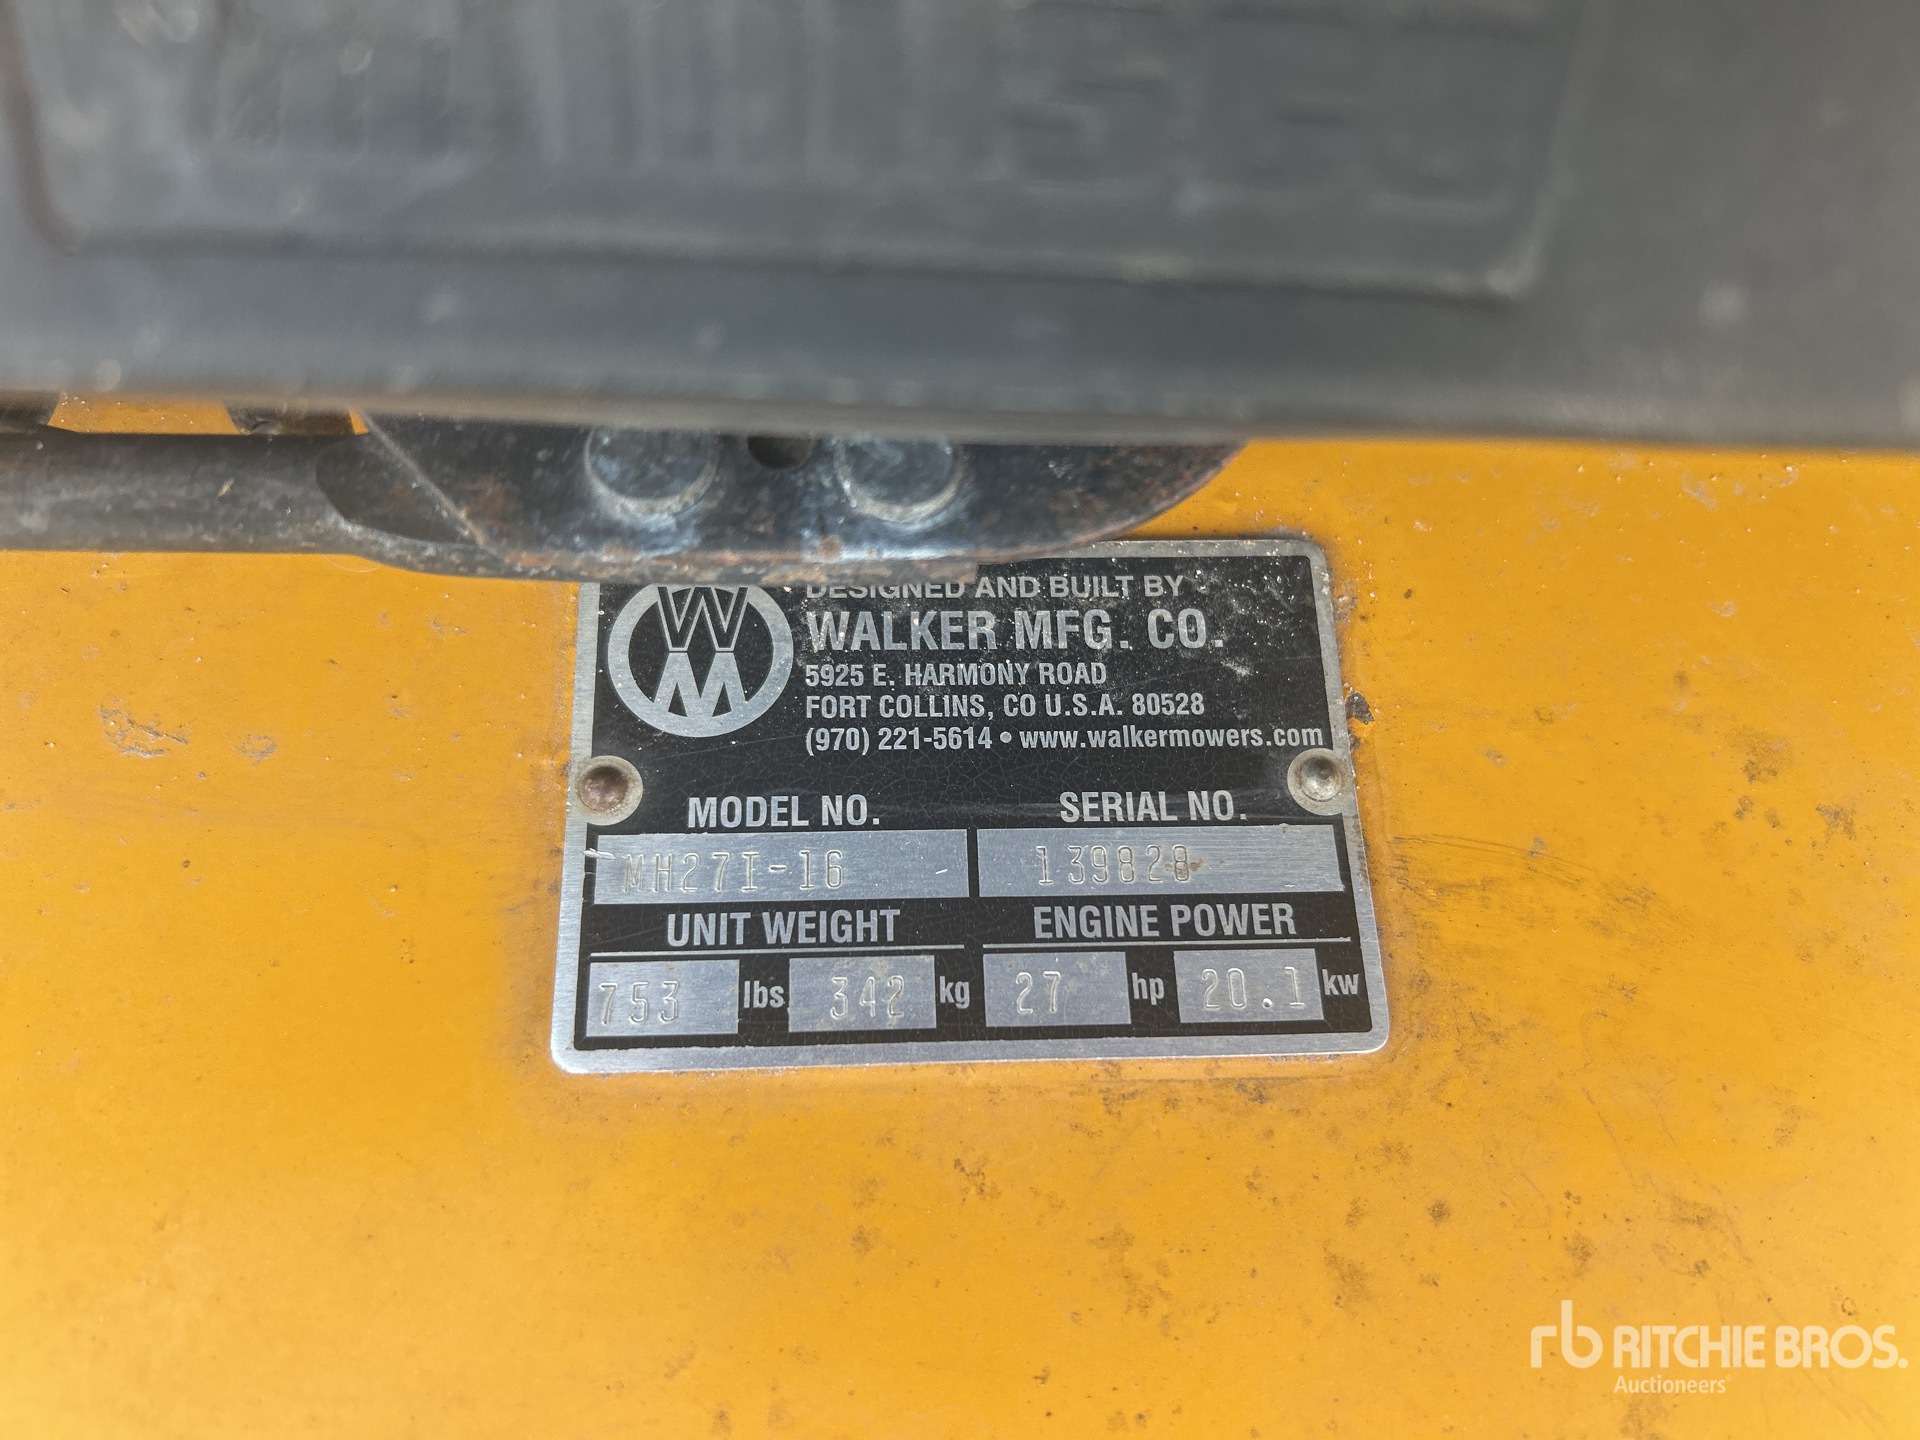 DESIGNED AND BUILT BY
WALKER MFG. CO.
5925 E. HARMONY ROAD
FORT COLLINS, CO U.S.A. 80528
(970) 221-5614 • www.walkermowers.com
WM
MODEL NO. SERIAL NO.
MH27I-16 139828
UNIT WEIGHT ENGINE POWER
753 lbs 342 kg 27 hp 20.1 kw
rb RITCHIE BROS.
Auctioneers